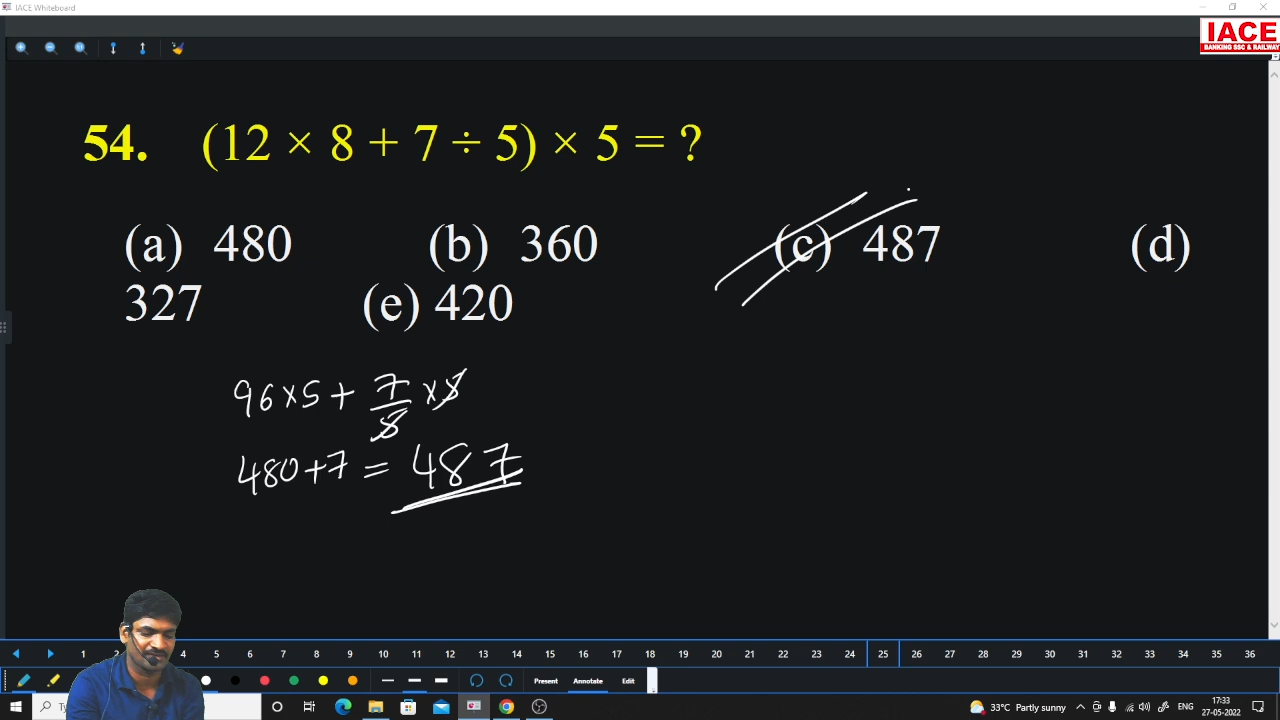 IACE Whiteboard
IACE
BANKING SSC & RAILWAY
54. (12 × 8 + 7 ÷ 5) × 5 = ?
(a) 480 (b) 360 (c) 487 (d)
327 (e) 420
96×5 + 7/5 ×5
480+7 = 487
1 4 5 6 7 8 9 10 11 12 13 14 15 16 17 18 19 20 21 22 23 24 25 26 27 28 29 30 31 32 33 34 35 36
Present Annotate Edit
33°C Partly sunny ENG 17:33
27-05-2022